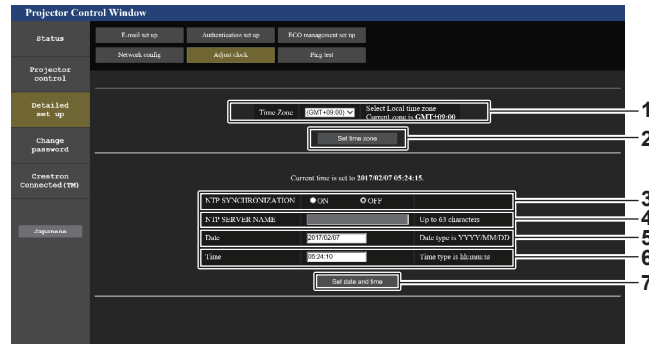 Projector Control Window
Status
E-mail set up
Authentication set up
ECO management set up
Network config
Adjust clock
Ping test
Projector
control
Detailed
set up
Change
password
Crestron
Connected(TM)
Japanese
Time Zone
(GMT+09:00)
Select Local time zone
Current zone is GMT+09:00
1
Set time zone
2
Current time is set to 2017/02/07 05:24:15.
NTP SYNCHRONIZATION
ON
OFF
3
NTP SERVER NAME
Up to 63 characters
4
Date
2017/02/07
Date type is YYYY/MM/DD
5
Time
05:24:10
Time type is hh:mm:ss
6
Set date and time
7